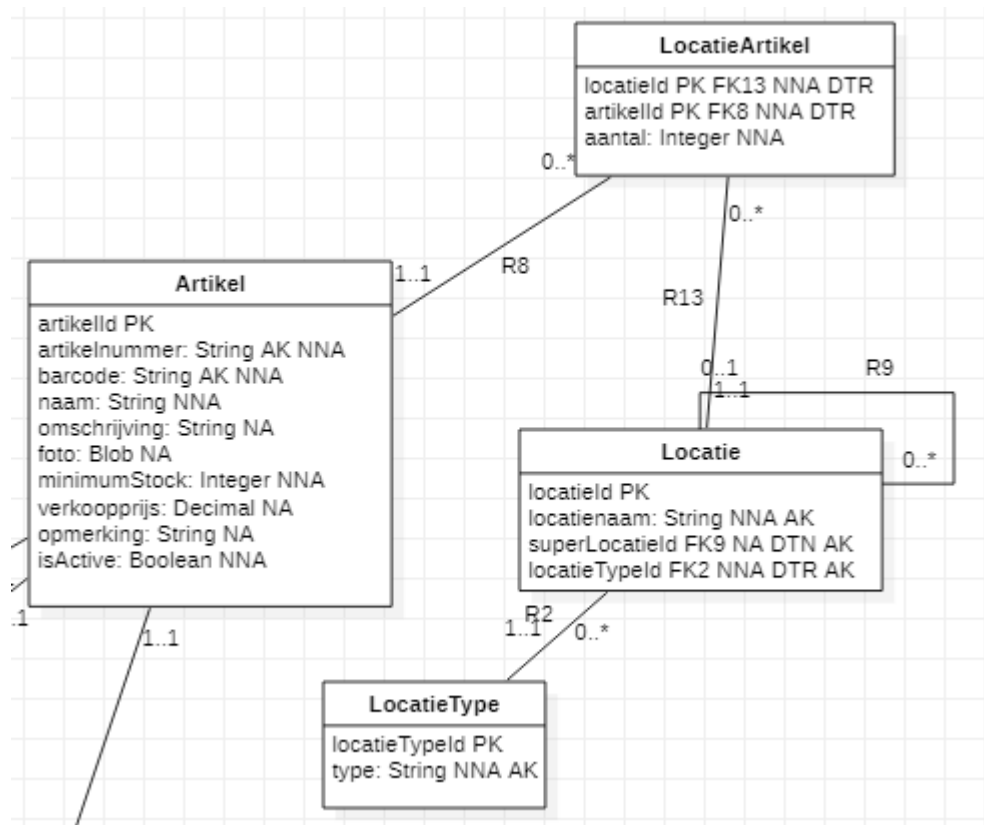 LocatieArtikel
locatieId PK FK13 NNA DTR
artikelId PK FK8 NNA DTR
aantal: Integer NNA
0..*
0..*
1..1
R8
R13
Artikel
artikelId PK
artikelnummer: String AK NNA
barcode: String AK NNA
naam: String NNA
omschrijving: String NA
foto: Blob NA
minimumStock: Integer NNA
verkoopprijs: Decimal NA
opmerking: String NA
isActive: Boolean NNA
0..1
R9
1..1
0..*
Locatie
locatieId PK
locatienaam: String NNA AK
superLocatieId FK9 NA DTN AK
locatieTypeId FK2 NNA DTR AK
.1
1..1
R2
1..1
0..*
LocatieType
locatieTypeId PK
type: String NNA AK